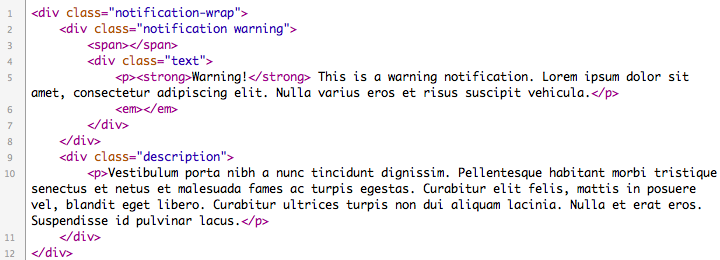 1 <div class="notification-wrap">
2 <div class="notification warning">
3 <span></span>
4 <div class="text">
5 <p><strong>Warning!</strong> This is a warning notification. Lorem ipsum dolor sit
amet, consectetur adipiscing elit. Nulla varius eros et risus suscipit vehicula.</p>
6 <em></em>
7 </div>
8 </div>
9 <div class="description">
10 <p>Vestibulum porta nibh a nunc tincidunt dignissim. Pellentesque habitant morbi tristique
senectus et netus et malesuada fames ac turpis egestas. Curabitur elit felis, mattis in posuere
vel, blandit eget libero. Curabitur ultrices turpis non dui aliquam lacinia. Nulla et erat eros.
Suspendisse id pulvinar lacus.</p>
11 </div>
12 </div>